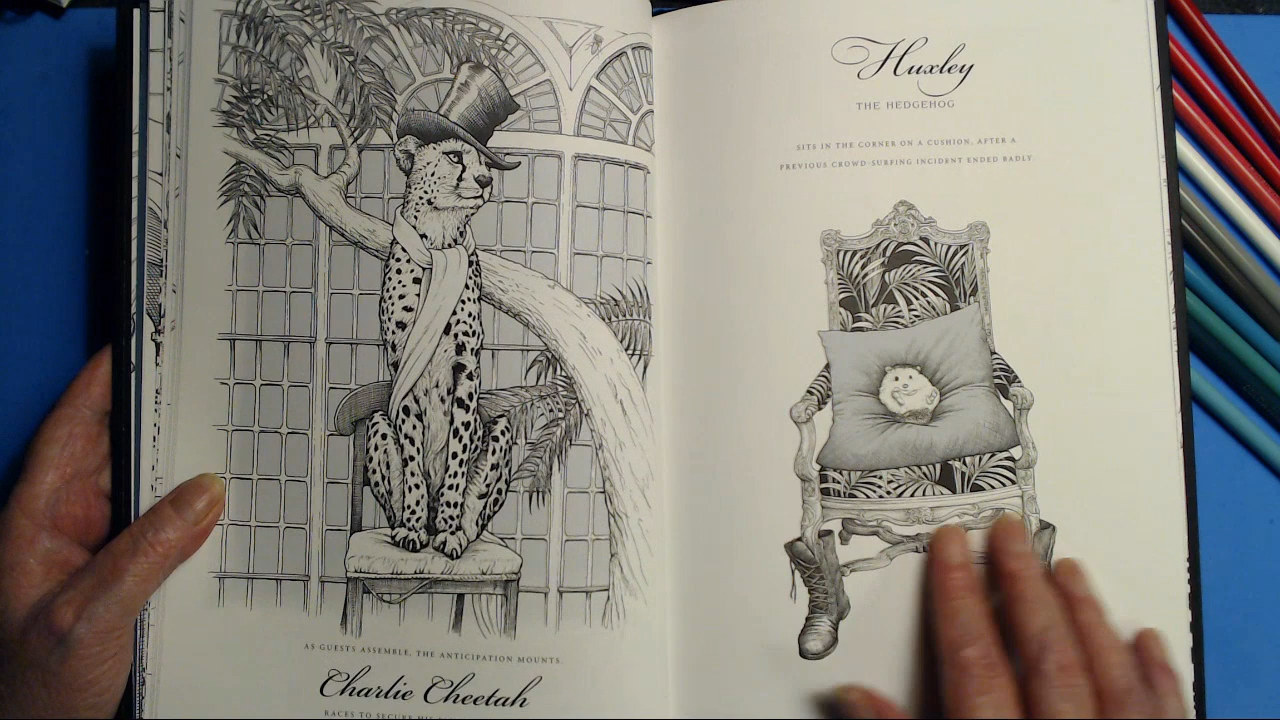 AS GUESTS ASSEMBLE, THE ANTICIPATION MOUNTS.
Charlie Cheetah
RACES TO SECURE HIS
Huxley
THE HEDGEHOG
SITS IN THE CORNER ON A CUSHION, AFTER A
PREVIOUS CROWD-SURFING INCIDENT ENDED BADLY